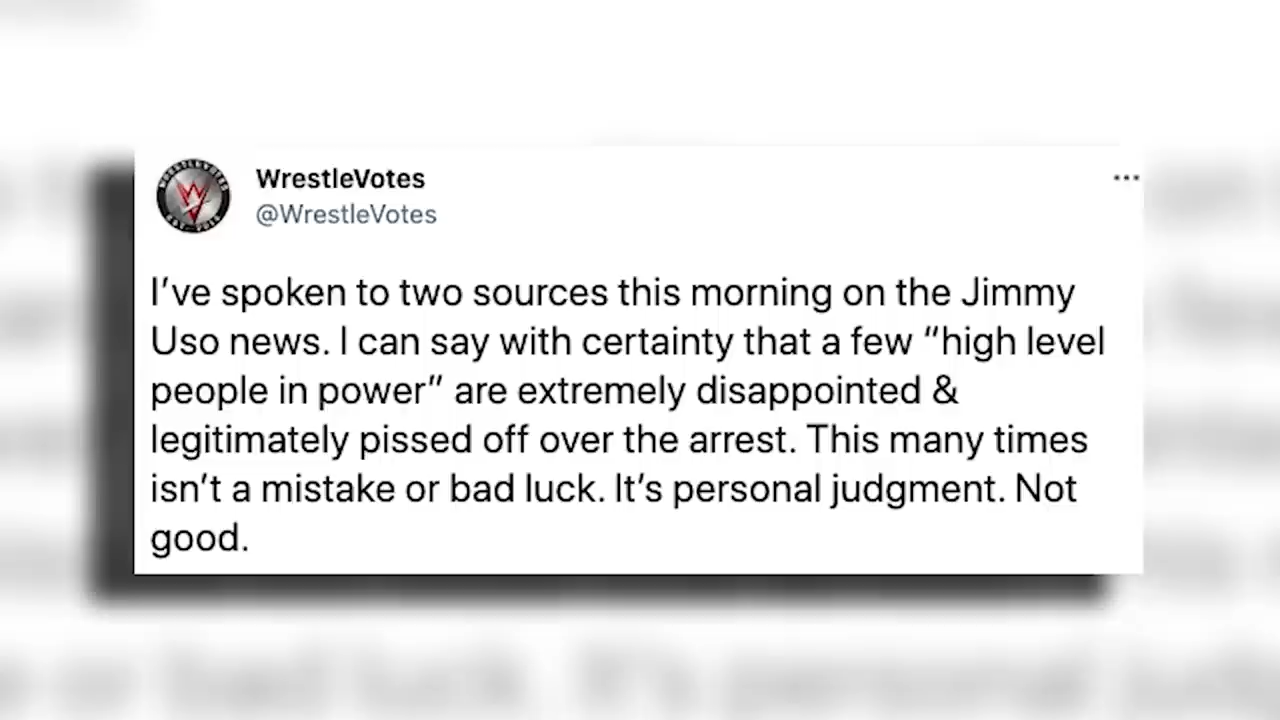 WrestleVotes
@WrestleVotes
I’ve spoken to two sources this morning on the Jimmy
Uso news. I can say with certainty that a few “high level
people in power” are extremely disappointed &
legitimately pissed off over the arrest. This many times
isn’t a mistake or bad luck. It’s personal judgment. Not
good.